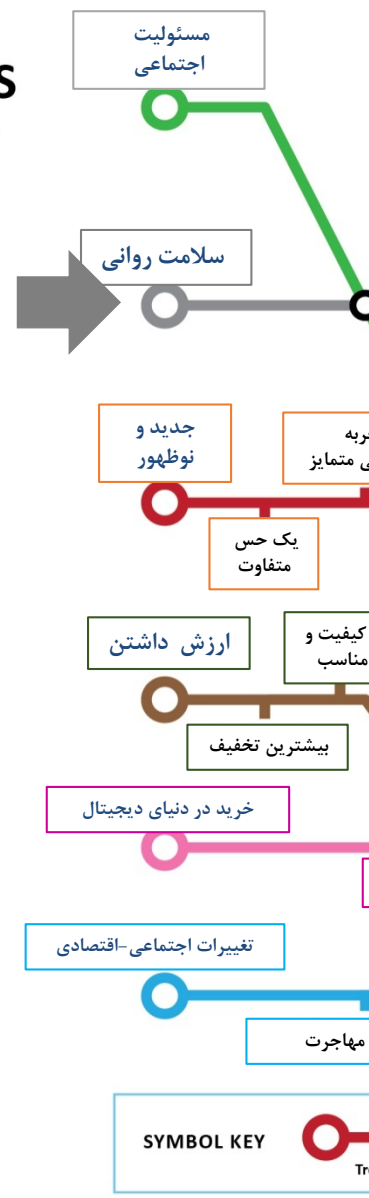 S
مسئولیت
اجتماعی
سلامت روانی
جدید و
نوظهور
متمایز
یک حس
متفاوت
ارزش داشتن
کیفیت و
مناسب
بیشترین تخفیف
خرید در دنیای دیجیتال
تغییرات اجتماعی-اقتصادی
مهاجرت
SYMBOL KEY